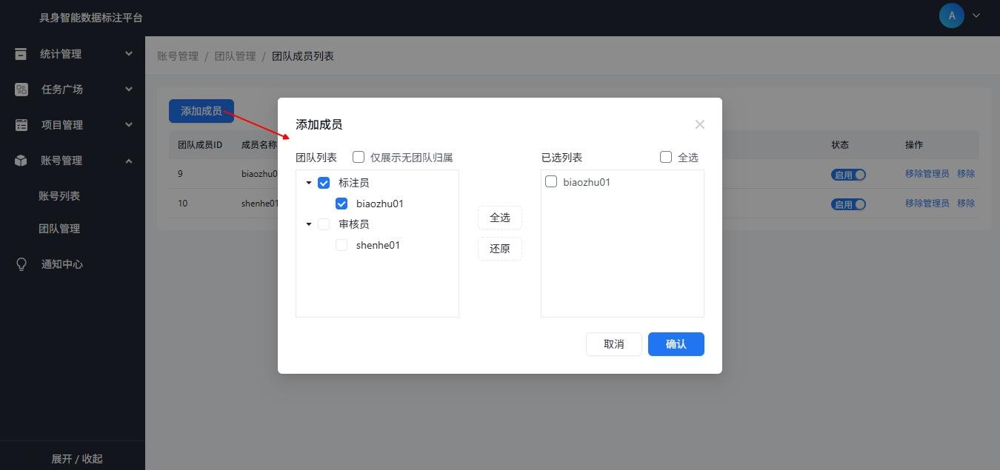 具身智能数据标注平台
A
统计管理
任务广场
项目管理
账号管理
账号列表
团队管理
通知中心
展开 / 收起
账号管理 / 团队管理 / 团队成员列表
添加成员
团队成员ID 成员名称 状态 操作
9 biaozhu0 启用 移除管理员 移除
10 shenhe01 启用 移除管理员 移除
添加成员
团队列表 仅展示无团队归属
标注员
biaozhu01
审核员
shenhe01
全选
还原
已选列表 全选
biaozhu01
取消 确认